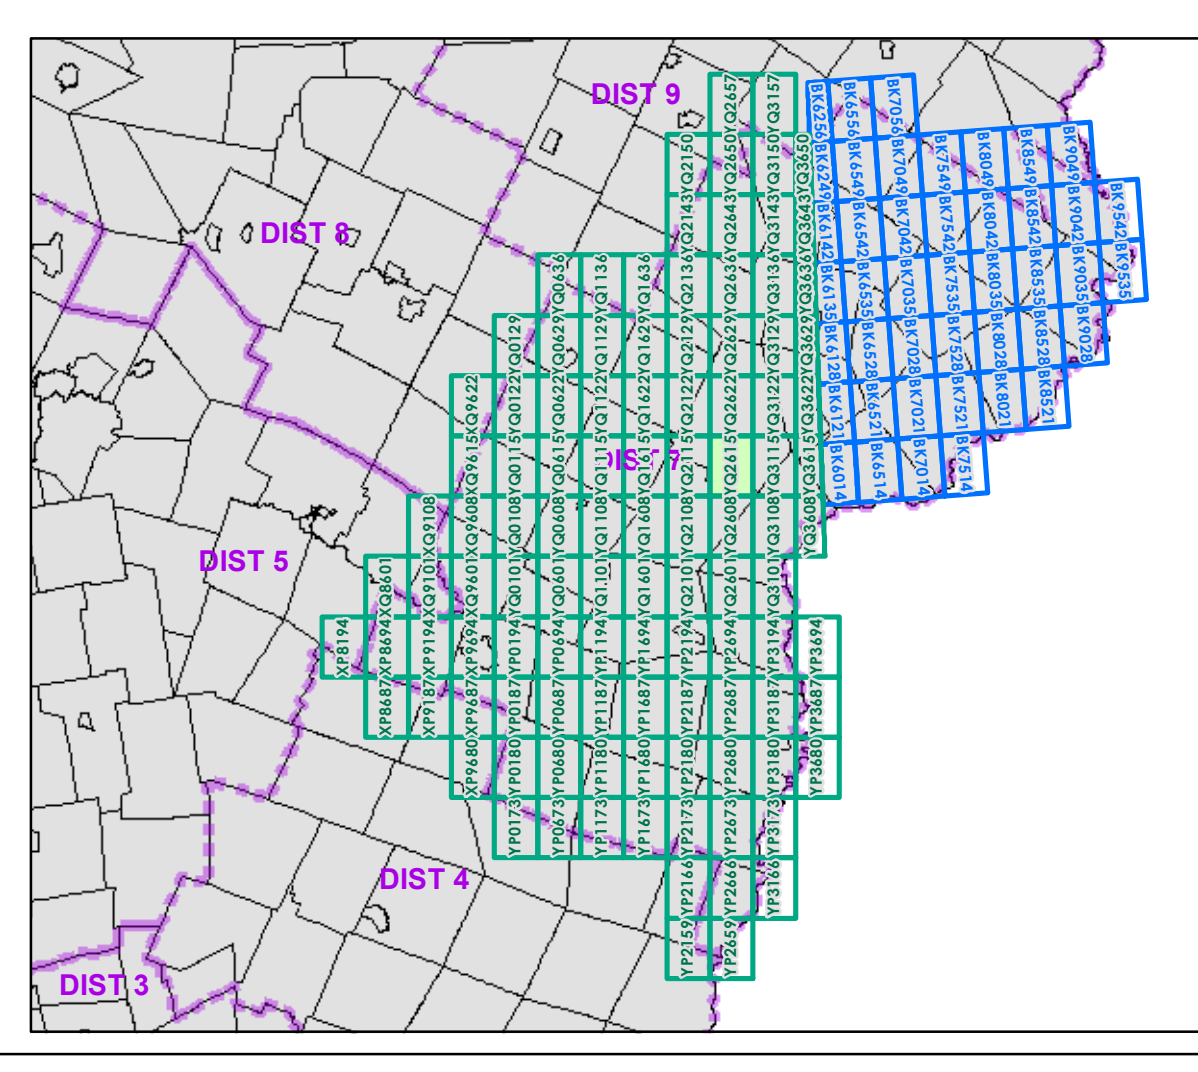 DIST 9
DIST 8
DIST 7
DIST 5
DIST 4
DIST 3
YQ2657 YQ3157
YQ2150 YQ2650 YQ3150 YQ3650
YQ2143 YQ2643 YQ3143 YQ3643
YQ0636 YQ1136 YQ1636 YQ2136 YQ2636 YQ3136 YQ3636
YQ0129 YQ0629 YQ1129 YQ1629 YQ2129 YQ2629 YQ3129 YQ3629
XQ9622 YQ0122 YQ0622 YQ1122 YQ1622 YQ2122 YQ2622 YQ3122 YQ3622
XQ9615 YQ0115 YQ0615 YQ1115 YQ1615 YQ2115 YQ2615 YQ3115 YQ3615
XQ9108 XQ9608 YQ0108 YQ0608 YQ1108 YQ1608 YQ2108 YQ2608 YQ3108 YQ3608
XQ8601 XQ9101 XQ9601 YQ0101 YQ0601 YQ1101 YQ1601 YQ2101 YQ2601 YQ3101
XP8194 XP8694 XP9194 XP9694 YP0194 YP0694 YP1194 YP1694 YP2194 YP2694 YP3194 YP3694
XP8687 XP9187 XP9687 YP0187 YP0687 YP1187 YP1687 YP2187 YP2687 YP3187 YP3687
XP9680 YP0180 YP0680 YP1180 YP1680 YP2180 YP2680 YP3180 YP3680
YP0173 YP0673 YP1173 YP1673 YP2173 YP2673 YP3173
YP2166 YP2666 YP3166
YP2159 YP2659
BK6256 BK6556 BK7056
BK6249 BK6549 BK7049 BK7549 BK8049 BK8549 BK9049
BK6142 BK6542 BK7042 BK7542 BK8042 BK8542 BK9042 BK9542
BK6135 BK6535 BK7035 BK7535 BK8035 BK8535 BK9035 BK9535
BK6128 BK6528 BK7028 BK7528 BK8028 BK8528 BK9028
BK6121 BK6521 BK7021 BK7521 BK8021 BK8521
BK6014 BK6514 BK7014 BK7514